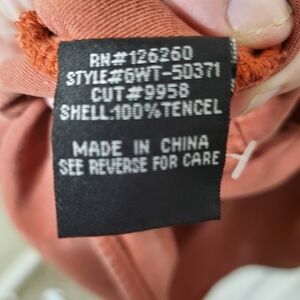 RN#126260
STYLE#6WT-50371
CUT#9958
SHELL:100%TENCEL
MADE IN CHINA
SEE REVERSE FOR CARE